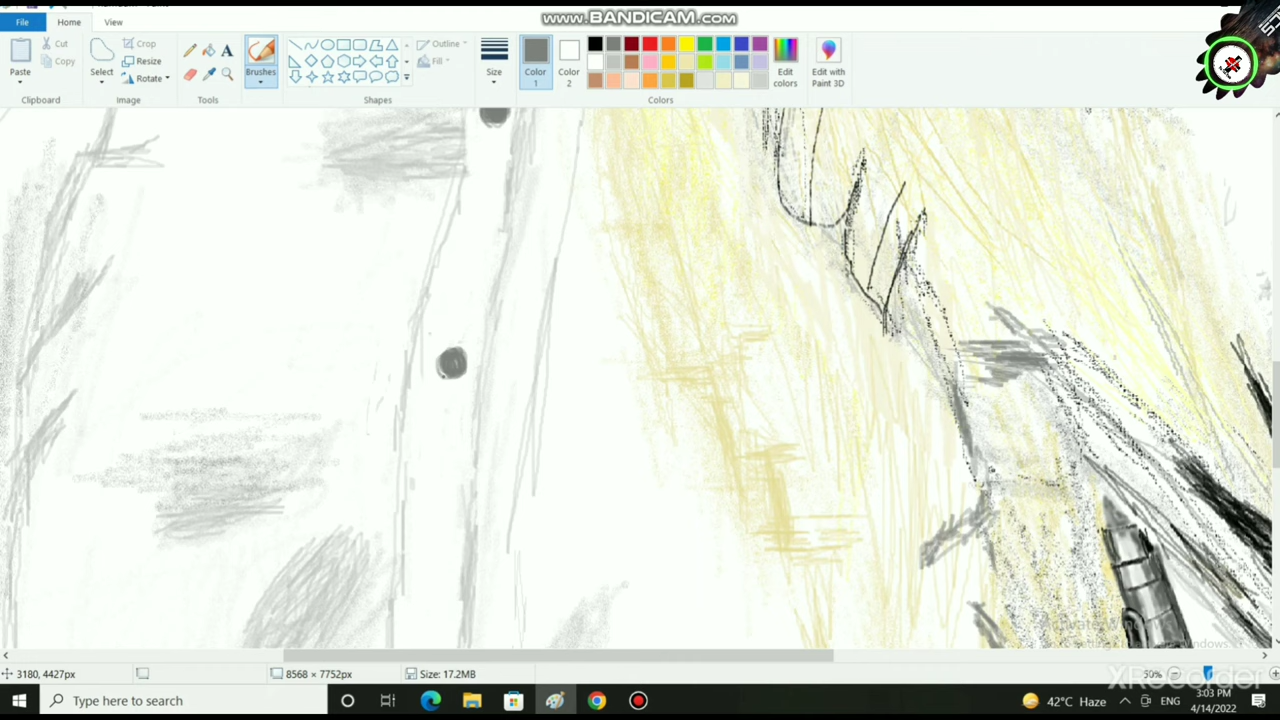 www.BANDICAM.com
File Home View
Paste
Cut
Copy
Clipboard
Select
Crop
Resize
Rotate
Image
A
Tools
Brushes
Outline
Fill
Shapes
Size
Color 1
Color 2
Edit colors
Edit with Paint 3D
Colors
3180, 4427px
8568 × 7752px
Size: 17.2MB
XRecorder
Type here to search
42°C Haze
ENG
3:03 PM
4/14/2022